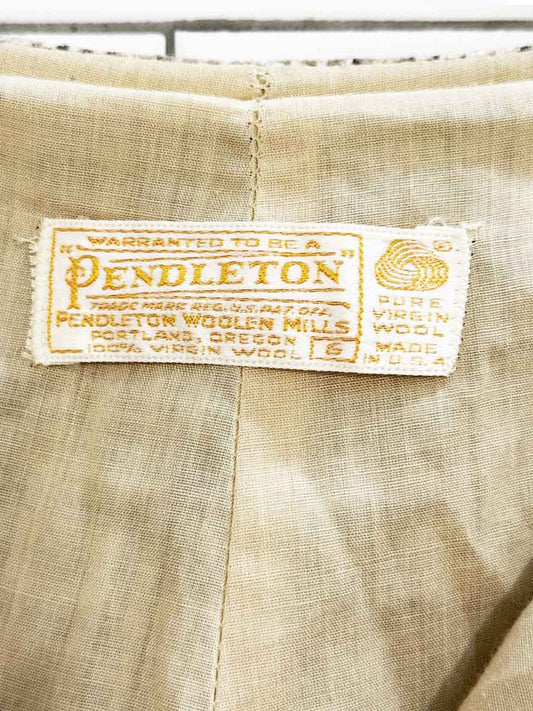 WARRANTED TO BE A
"PENDLETON"
TRADE MARK REG. U.S. PAT. OFF.
PENDLETON WOOLEN MILLS
PORTLAND, OREGON
100% VIRGIN WOOL
6
PURE
VIRGIN
WOOL
MADE
IN U.S.A